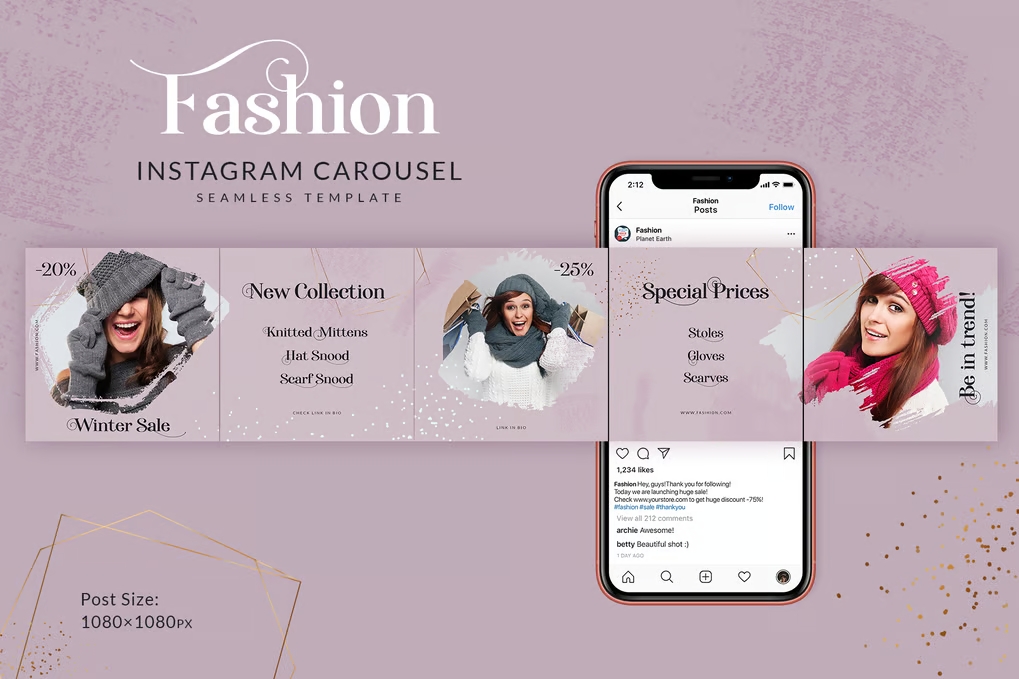 Fashion
INSTAGRAM CAROUSEL
SEAMLESS TEMPLATE
2:12
Fashion
Posts
Follow
Fashion
Planet Earth
-20%
WWW.FASHION.COM
Winter Sale
New Collection
Knitted Mittens
Hat Snood
Scarf Snood
CHECK LINK IN BIO
-25%
LINK IN BIO
Special Prices
Stoles
Gloves
Scarves
WWW.FASHION.COM
Be in trend!
WWW.FASHION.COM
1,234 likes
Fashion Hey, guys!Thank you for following!
Today we are launching huge sale!
Check www.yourstore.com to get huge discount -75%!
#fashion #sale #thankyou
View all 212 comments
archie Awesome!
betty Beautiful shot :)
1 DAY AGO
Post Size:
1080×1080PX